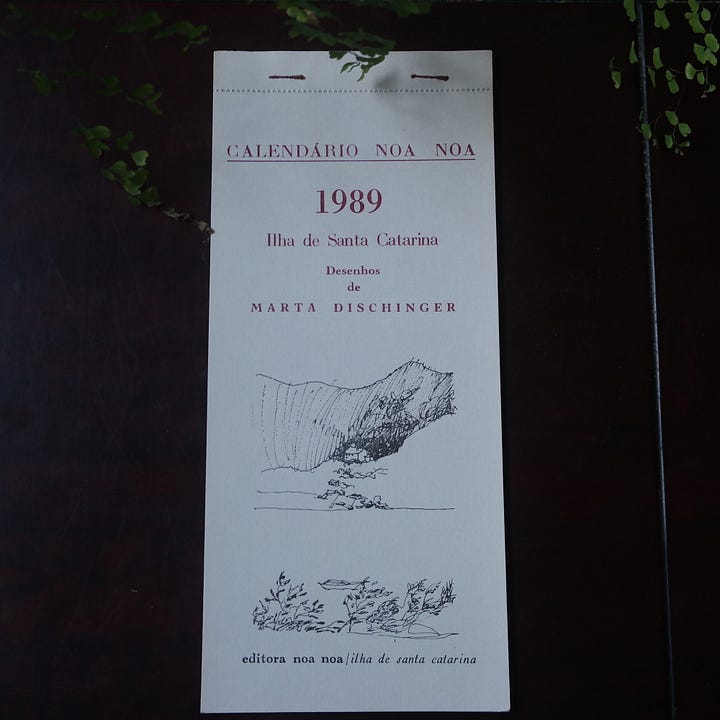 CALENDÁRIO NOA NOA
1989
Ilha de Santa Catarina
Desenhos
de
MARTA DISCHINGER
editora noa noa/ilha de santa catarina